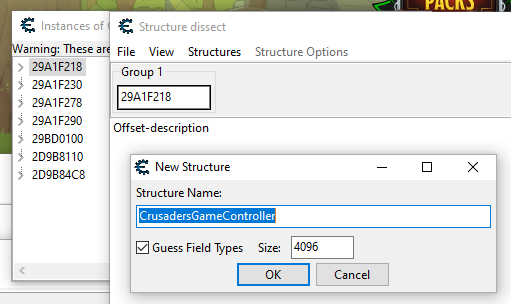 PACKS
Instances of C
Warning: These are
29A1F218
29A1F230
29A1F278
29A1F290
29BD0100
2D9B8110
2D9B84C8
Structure dissect
File View Structures Structure Options
Group 1
29A1F218
Offset-description
New Structure
Structure Name:
CrusadersGameController
Guess Field Types Size: 4096
OK Cancel